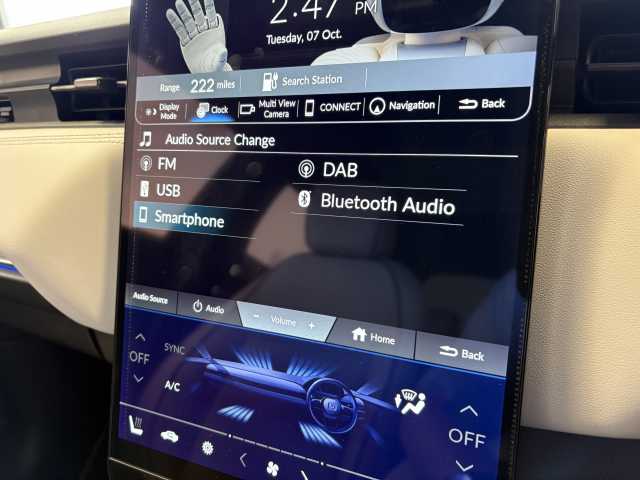 2:47 PM
Tuesday, 07 Oct.
Range 222 miles Search Station
Display Mode Clock Multi View Camera CONNECT Navigation Back
Audio Source Change
FM DAB
USB Bluetooth Audio
Smartphone
Audio Source Audio - Volume + Home Back
OFF SYNC
A/C OFF